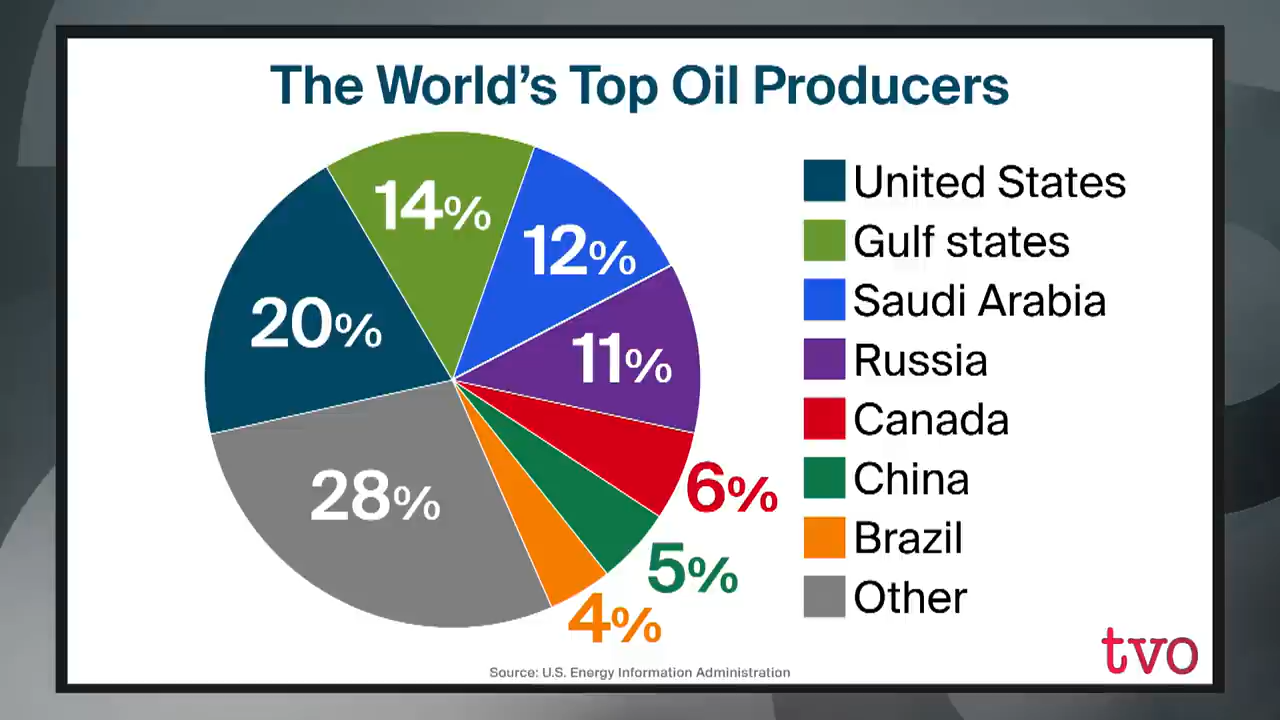 The World's Top Oil Producers
14%
12%
20%
11%
28%
6%
5%
4%
United States
Gulf states
Saudi Arabia
Russia
Canada
China
Brazil
Other
Source: U.S. Energy Information Administration
tvo